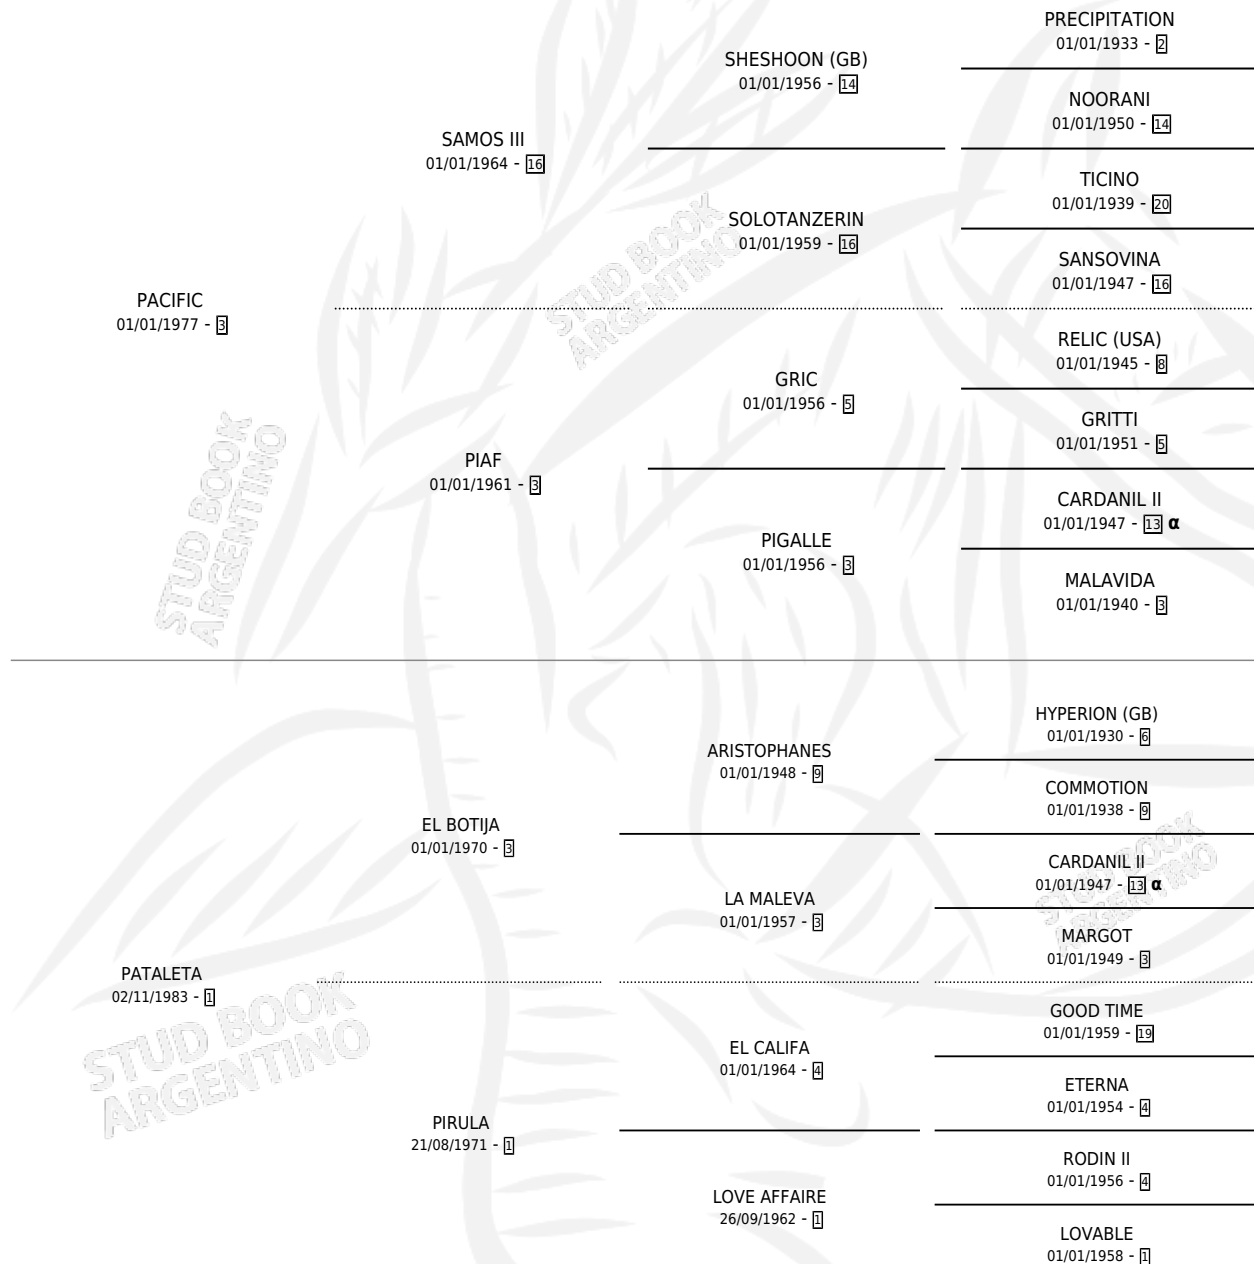 PRECIPITATION
01/01/1933 - 2
SHESHOON (GB)
01/01/1956 - 14
NOORANI
01/01/1950 - 14
SAMOS III
01/01/1964 - 16
TICINO
01/01/1939 - 20
SOLOTANZERIN
01/01/1959 - 16
SANSOVINA
01/01/1947 - 16
PACIFIC
01/01/1977 - 3
RELIC (USA)
01/01/1945 - 8
GRIC
01/01/1956 - 5
GRITTI
01/01/1951 - 5
PIAF
01/01/1961 - 3
CARDANIL II
01/01/1947 - 13 α
PIGALLE
01/01/1956 - 3
MALAVIDA
01/01/1940 - 3
HYPERION (GB)
01/01/1930 - 6
ARISTOPHANES
01/01/1948 - 9
COMMOTION
01/01/1938 - 9
EL BOTIJA
01/01/1970 - 3
CARDANIL II
01/01/1947 - 13 α
LA MALEVA
01/01/1957 - 3
MARGOT
01/01/1949 - 3
PATALETA
02/11/1983 - 1
GOOD TIME
01/01/1959 - 19
EL CALIFA
01/01/1964 - 4
ETERNA
01/01/1954 - 4
PIRULA
21/08/1971 - 1
RODIN II
01/01/1956 - 4
LOVE AFFAIRE
26/09/1962 - 1
LOVABLE
01/01/1958 - 1
STUD BOOK
ARGENTINO
STUD BOOK
ARGENTINO
STUD BOOK
ARGENTINO
STUD BOOK
ARGENTINO